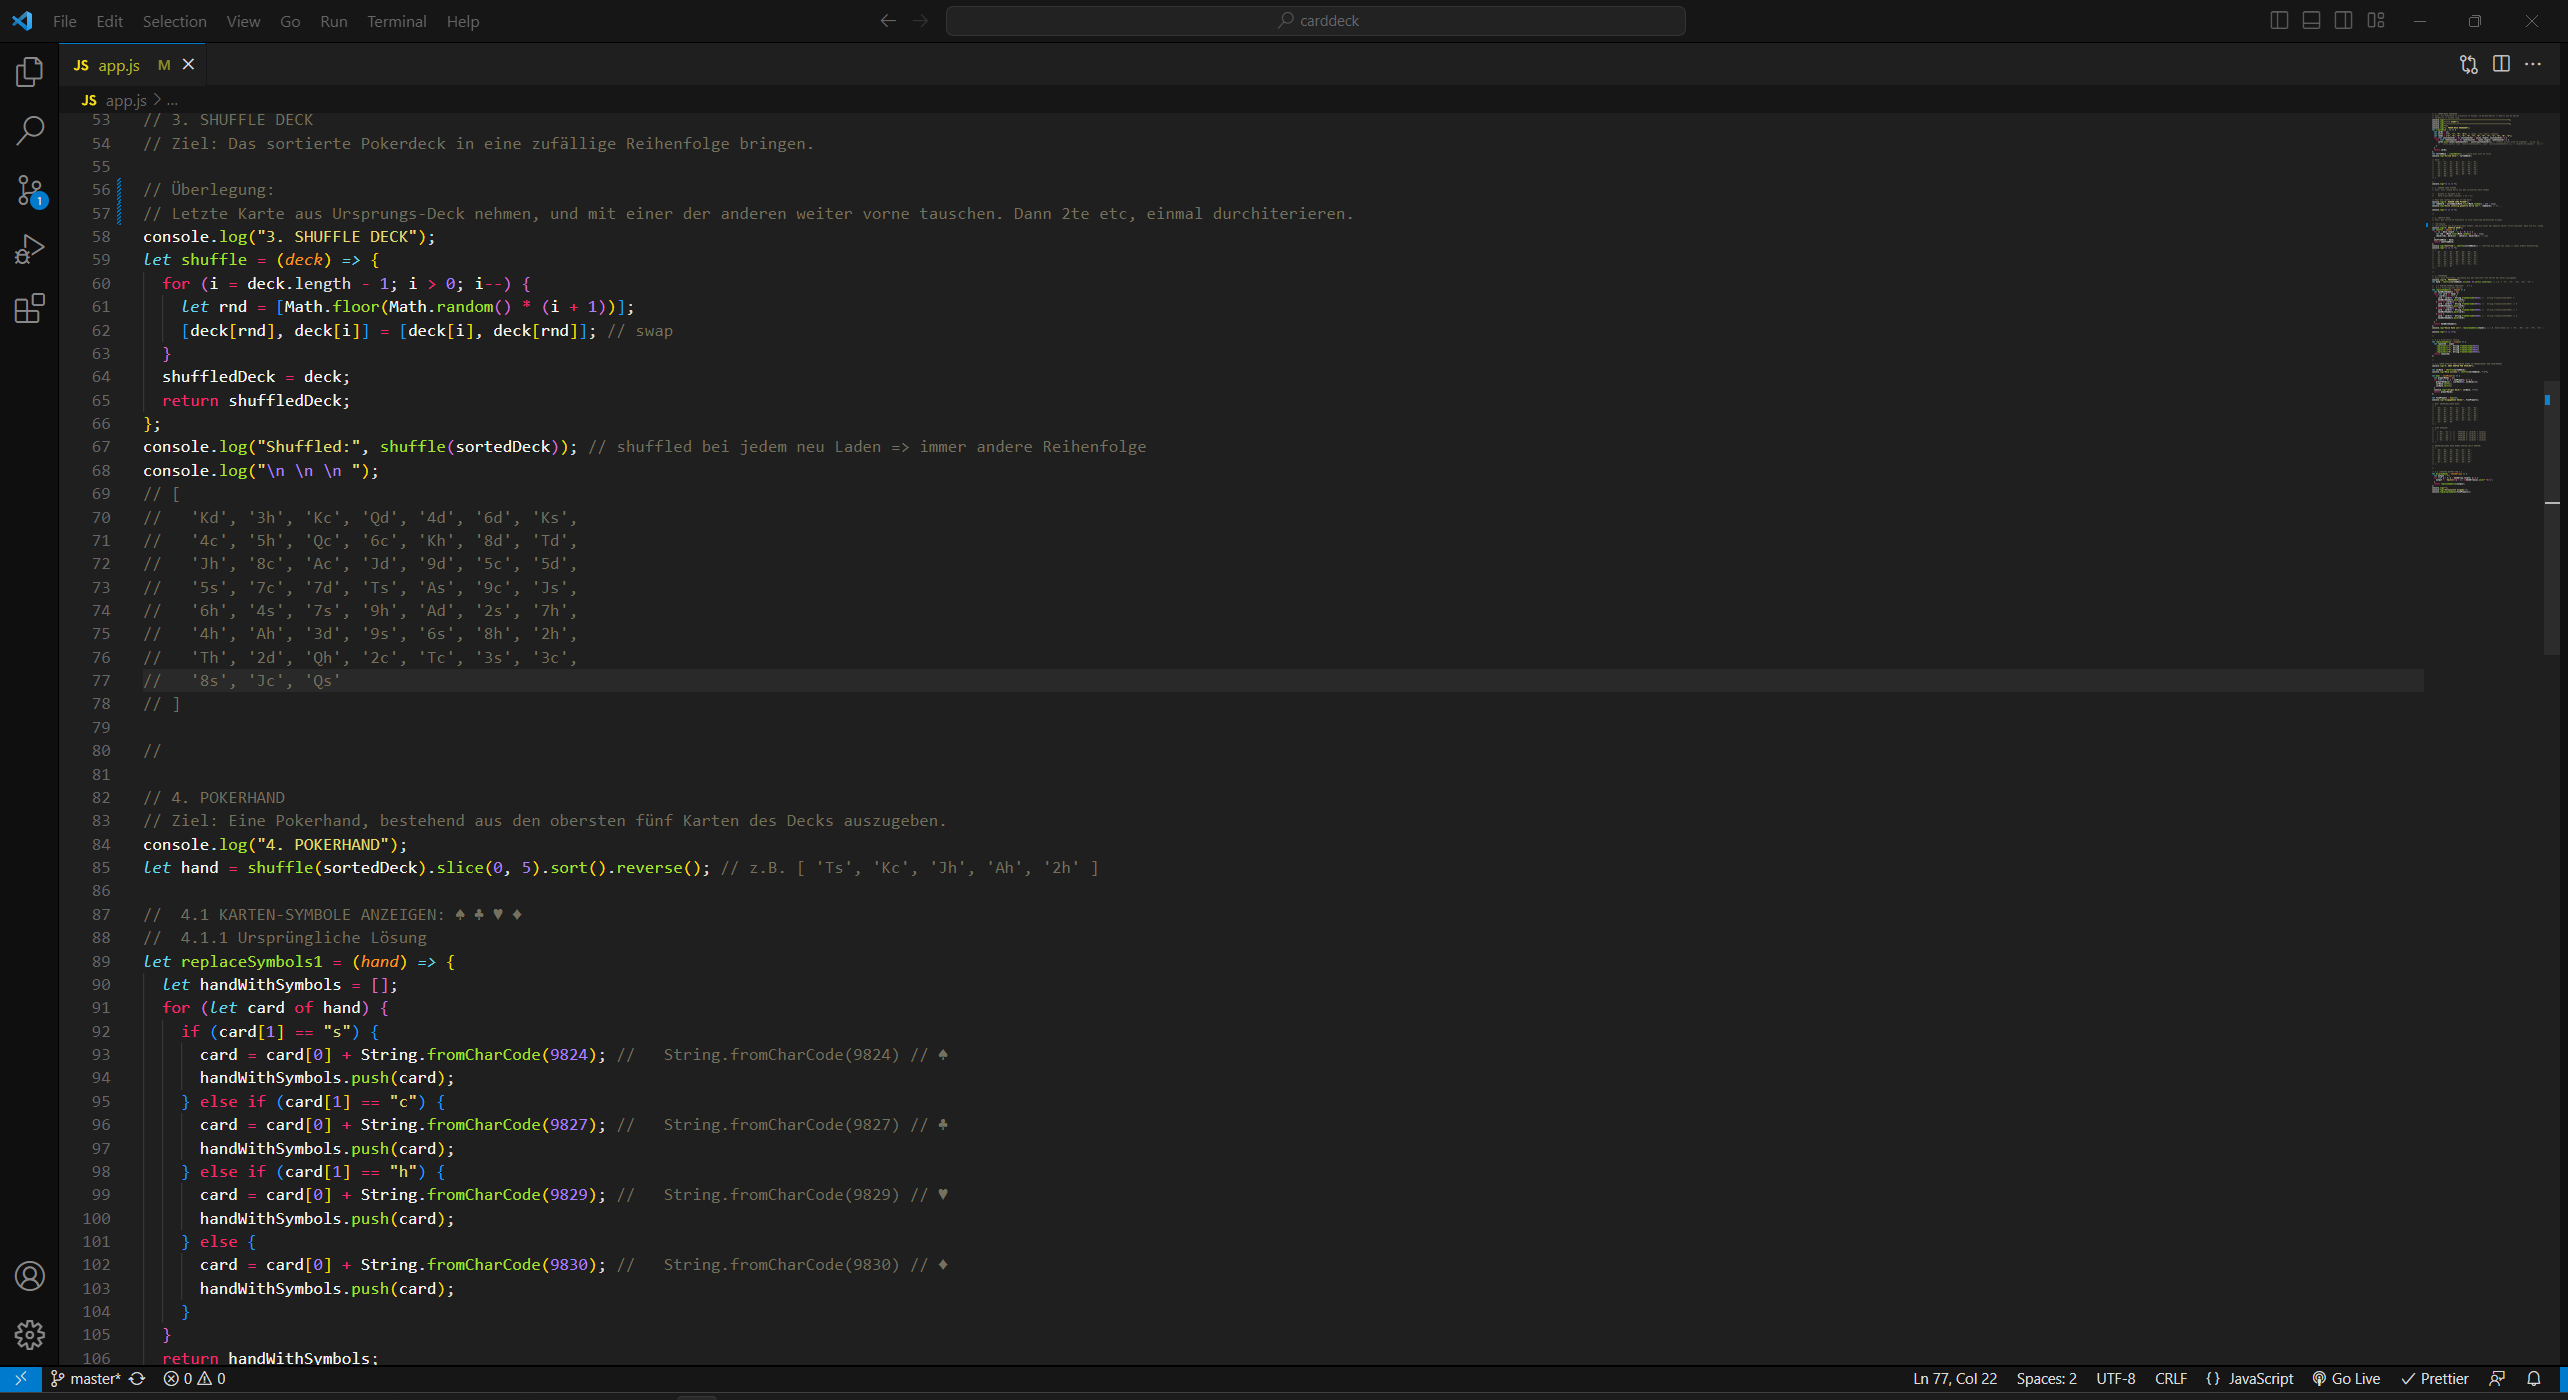 File Edit Selection View Go Run Terminal Help
carddeck
JS app.js M
JS app.js > ...
53 // 3. SHUFFLE DECK
54 // Ziel: Das sortierte Pokerdeck in eine zufällige Reihenfolge bringen.
55
56 // Überlegung:
57 // Letzte Karte aus Ursprungs-Deck nehmen, und mit einer der anderen weiter vorne tauschen. Dann 2te etc, einmal durchiterieren.
58 console.log("3. SHUFFLE DECK");
59 let shuffle = (deck) => {
60   for (i = deck.length - 1; i > 0; i--) {
61     let rnd = [Math.floor(Math.random() * (i + 1))];
62     [deck[rnd], deck[i]] = [deck[i], deck[rnd]]; // swap
63   }
64   shuffledDeck = deck;
65   return shuffledDeck;
66 };
67 console.log("Shuffled:", shuffle(sortedDeck)); // shuffled bei jedem neu Laden => immer andere Reihenfolge
68 console.log("\n \n \n ");
69 // [
70 //   'Kd', '3h', 'Kc', 'Qd', '4d', '6d', 'Ks',
71 //   '4c', '5h', 'Qc', '6c', 'Kh', '8d', 'Td',
72 //   'Jh', '8c', 'Ac', 'Jd', '9d', '5c', '5d',
73 //   '5s', '7c', '7d', 'Ts', 'As', '9c', 'Js',
74 //   '6h', '4s', '7s', '9h', 'Ad', '2s', '7h',
75 //   '4h', 'Ah', '3d', '9s', '6s', '8h', '2h',
76 //   'Th', '2d', 'Qh', '2c', 'Tc', '3s', '3c',
77 //   '8s', 'Jc', 'Qs'
78 // ]
79
80 //
81
82 // 4. POKERHAND
83 // Ziel: Eine Pokerhand, bestehend aus den obersten fünf Karten des Decks auszugeben.
84 console.log("4. POKERHAND");
85 let hand = shuffle(sortedDeck).slice(0, 5).sort().reverse(); // z.B. [ 'Ts', 'Kc', 'Jh', 'Ah', '2h' ]
86
87 //  4.1 KARTEN-SYMBOLE ANZEIGEN: ♠ ♣ ♥ ♦
88 //  4.1.1 Ursprüngliche Lösung
89 let replaceSymbols1 = (hand) => {
90   let handWithSymbols = [];
91   for (let card of hand) {
92     if (card[1] == "s") {
93       card = card[0] + String.fromCharCode(9824); //   String.fromCharCode(9824) // ♠
94       handWithSymbols.push(card);
95     } else if (card[1] == "c") {
96       card = card[0] + String.fromCharCode(9827); //   String.fromCharCode(9827) // ♣
97       handWithSymbols.push(card);
98     } else if (card[1] == "h") {
99       card = card[0] + String.fromCharCode(9829); //   String.fromCharCode(9829) // ♥
100       handWithSymbols.push(card);
101     } else {
102       card = card[0] + String.fromCharCode(9830); //   String.fromCharCode(9830) // ♦
103       handWithSymbols.push(card);
104     }
105   }
106   return handWithSymbols;
1
master* 0 0 Ln 77, Col 22 Spaces: 2 UTF-8 CRLF {} JavaScript Go Live Prettier